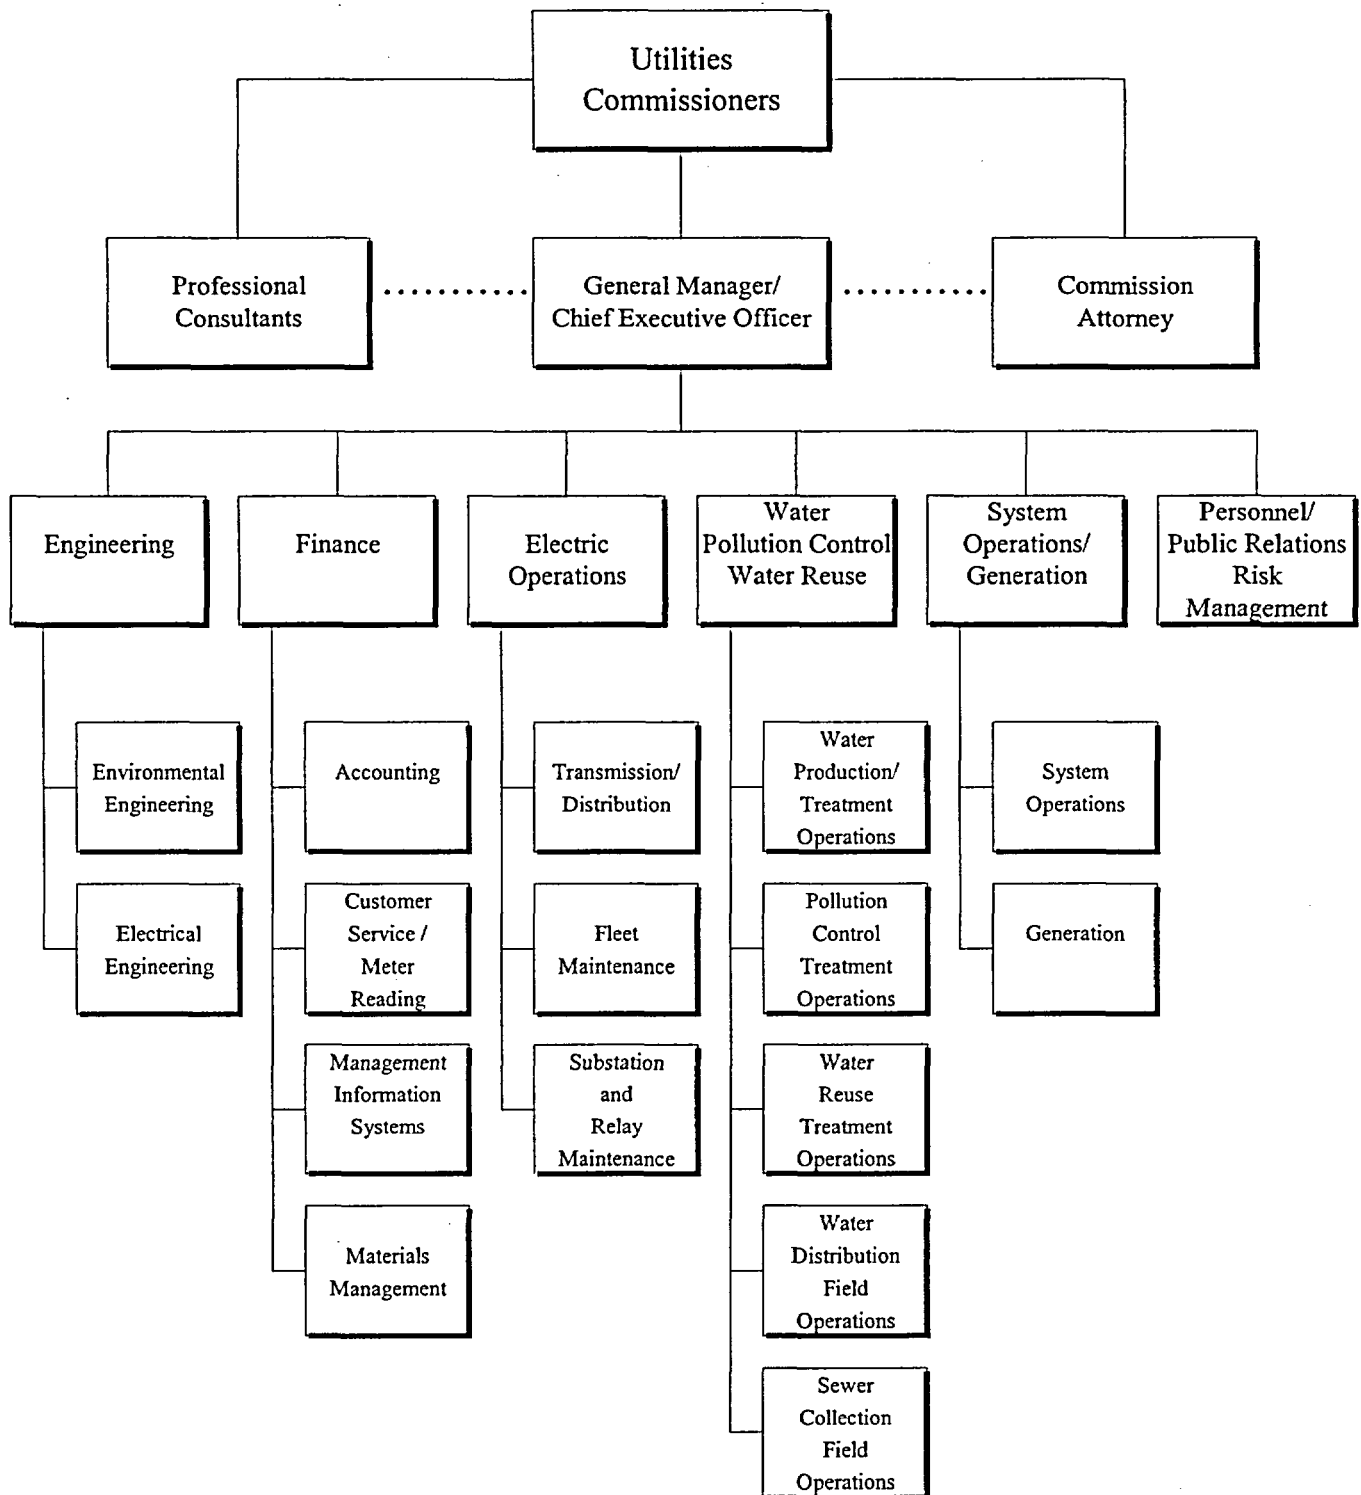 Utilities
Commissioners
Professional
Consultants
General Manager/
Chief Executive Officer
Commission
Attorney
Engineering
Finance
Electric
Operations
Water
Pollution Control
Water Reuse
System
Operations/
Generation
Personnel/
Public Relations
Risk
Management
Environmental
Engineering
Electrical
Engineering
Accounting
Customer
Service /
Meter
Reading
Management
Information
Systems
Materials
Management
Transmission/
Distribution
Fleet
Maintenance
Substation
and
Relay
Maintenance
Water
Production/
Treatment
Operations
Pollution
Control
Treatment
Operations
Water
Reuse
Treatment
Operations
Water
Distribution
Field
Operations
Sewer
Collection
Field
Operations
System
Operations
Generation